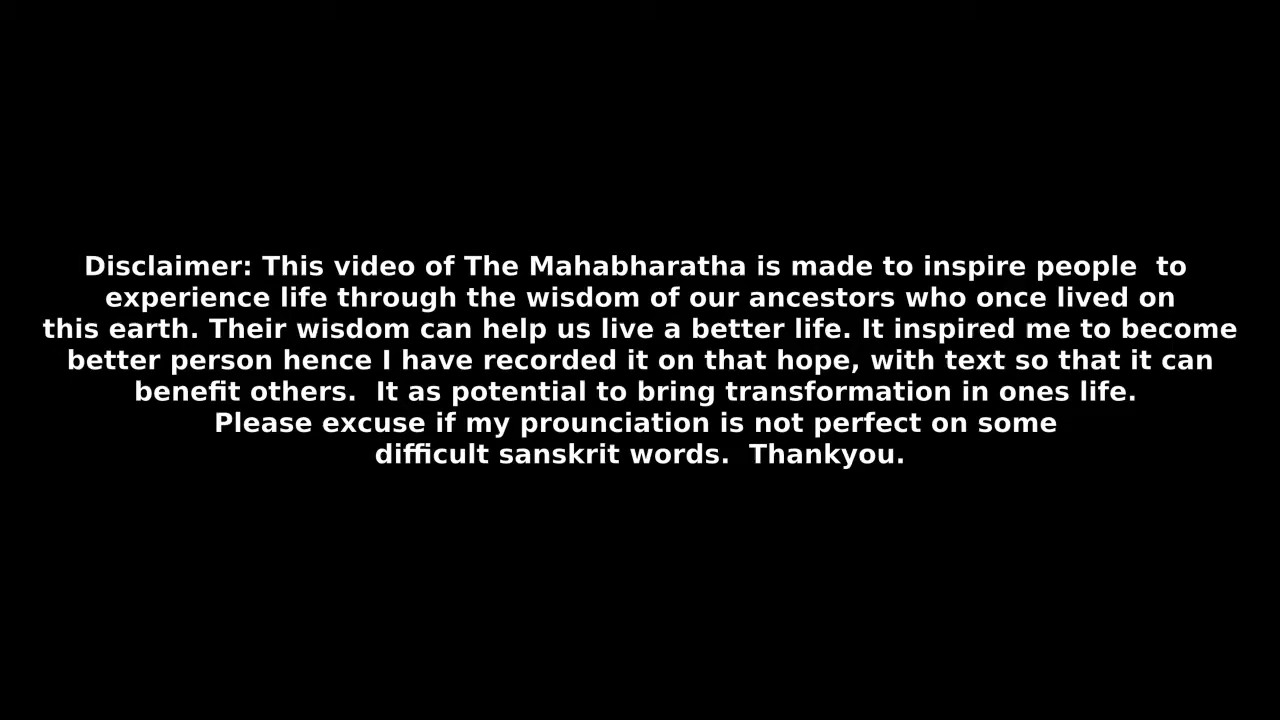 Disclaimer: This video of The Mahabharatha is made to inspire people  to
experience life through the wisdom of our ancestors who once lived on
this earth. Their wisdom can help us live a better life. It inspired me to become
better person hence I have recorded it on that hope, with text so that it can
benefit others.  It as potential to bring transformation in ones life.
Please excuse if my prounciation is not perfect on some
difficult sanskrit words.  Thankyou.